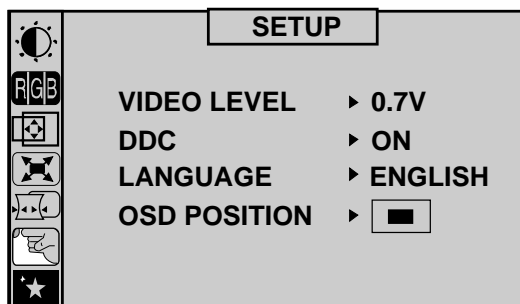 SETUP
RGB
VIDEO LEVEL ▸ 0.7V
DDC ▸ ON
LANGUAGE ▸ ENGLISH
OSD POSITION ▸